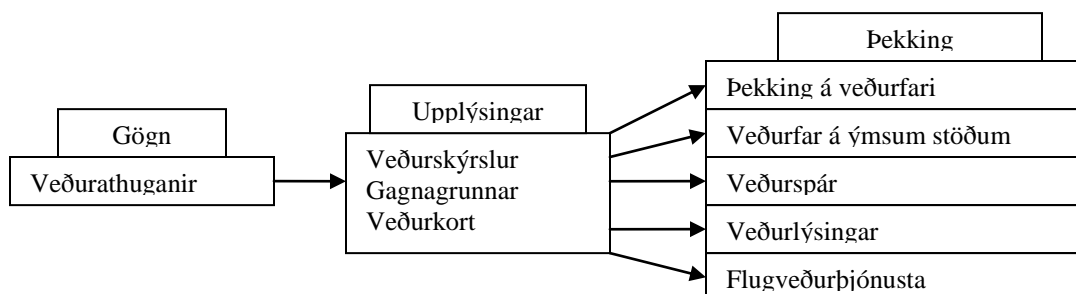 Gögn
Veðurathuganir
Upplýsingar
Veðurskýrslur
Gagnagrunnar
Veðurkort
Þekking
Þekking á veðurfari
Veðurfar á ýmsum stöðum
Veðurspár
Veðurlýsingar
Flugveðurþjónusta